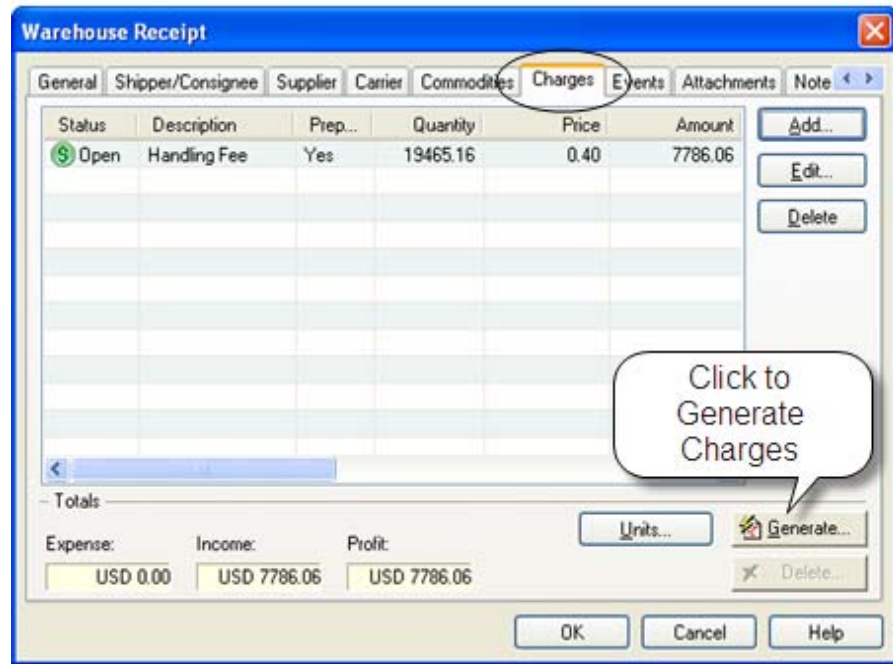 Warehouse Receipt
General Shipper/Consignee Supplier Carrier Commodities Charges Events Attachments Note
Status Description Prep... Quantity Price Amount
S Open Handling Fee Yes 19465.16 0.40 7786.06
Add...
Edit...
Delete
Click to
Generate
Charges
Totals
Units... Generate...
Expense: Income: Profit:
USD 0.00 USD 7786.06 USD 7786.06
Delete...
OK Cancel Help